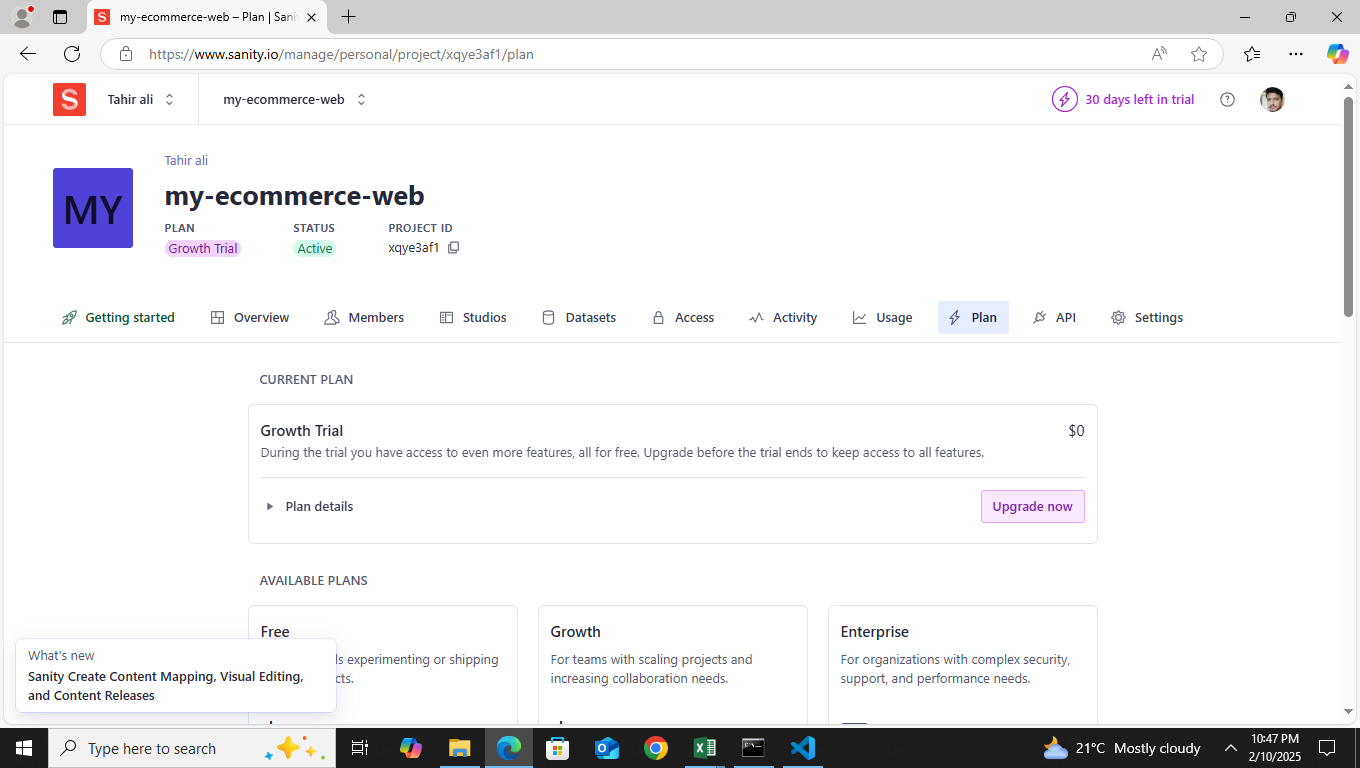 my-ecommerce-web – Plan | Sani
https://www.sanity.io/manage/personal/project/xqye3af1/plan
S
Tahir ali
my-ecommerce-web
30 days left in trial
Tahir ali
MY
my-ecommerce-web
PLAN
STATUS
PROJECT ID
Growth Trial
Active
xqye3af1
Getting started
Overview
Members
Studios
Datasets
Access
Activity
Usage
Plan
API
Settings
CURRENT PLAN
Growth Trial
$0
During the trial you have access to even more features, all for free. Upgrade before the trial ends to keep access to all features.
Plan details
Upgrade now
AVAILABLE PLANS
Free
experimenting or shipping
Growth
For teams with scaling projects and
increasing collaboration needs.
Enterprise
For organizations with complex security,
support, and performance needs.
What's new
Sanity Create Content Mapping, Visual Editing,
and Content Releases
Type here to search
21°C Mostly cloudy
10:47 PM
2/10/2025